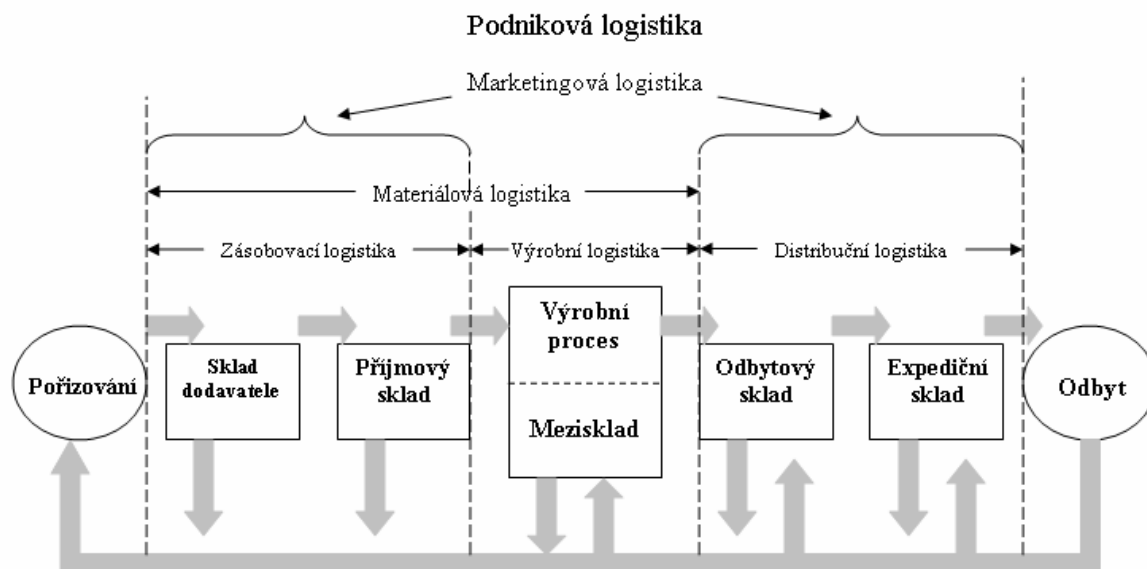 Podniková logistika
Marketingová logistika
Materiálová logistika
Zásobovací logistika
Výrobní logistika
Distribuční logistika
Pořizování
Sklad
dodavatele
Příjmový
sklad
Výrobní
proces
Mezisklad
Odbytový
sklad
Expediční
sklad
Odbyt